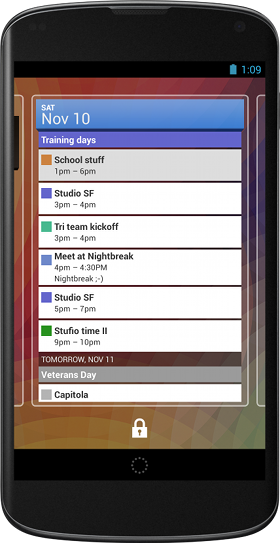 1:09
SAT
Nov 10
Training days
School stuff
1pm – 6pm
Studio SF
3pm – 4pm
Tri team kickoff
3pm – 4pm
Meet at Nightbreak
4pm – 4:30PM
Nightbreak ;-)
Studio SF
5pm – 7pm
Stufio time II
9pm – 10pm
TOMORROW, NOV 11
Veterans Day
Capitola